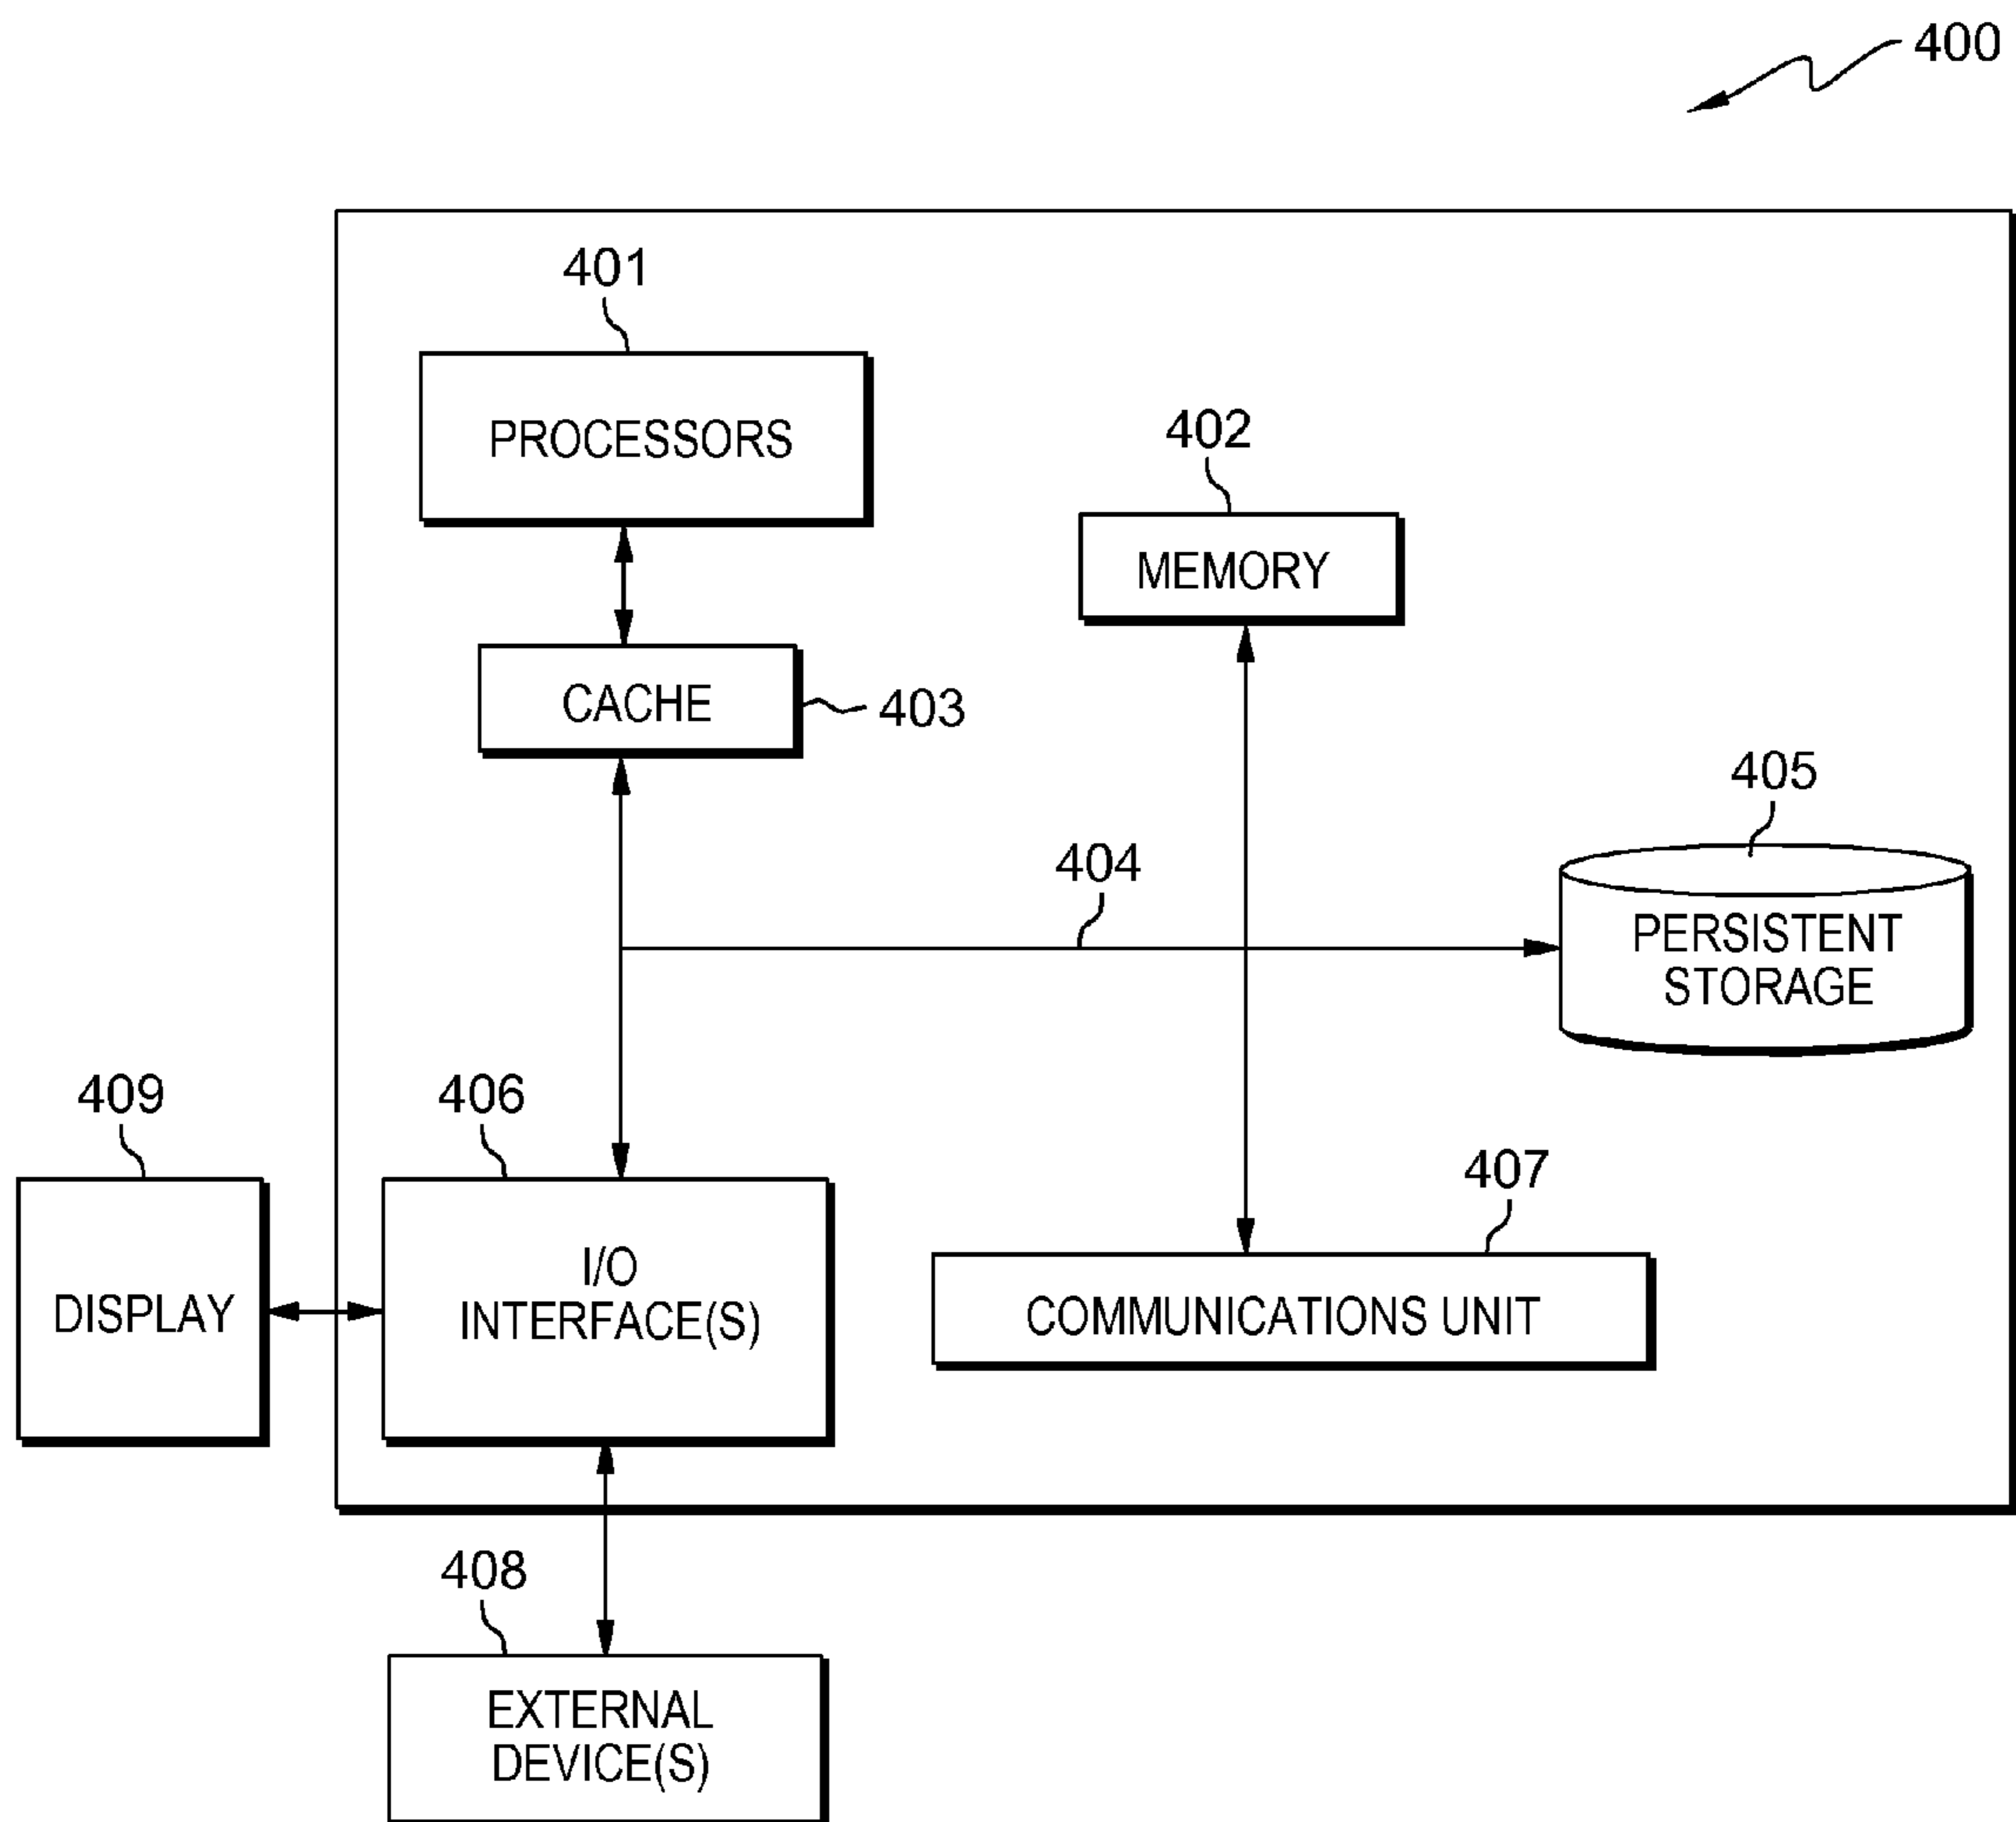 400
401
PROCESSORS
402
MEMORY
CACHE
403
405
404
PERSISTENT
STORAGE
409
406
407
DISPLAY
I/O
INTERFACE(S)
COMMUNICATIONS UNIT
408
EXTERNAL
DEVICE(S)